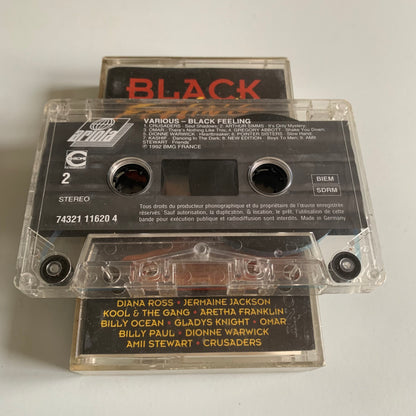 BLACK
VARIOUS – BLACK FEELING
1. CRUSADERS : Soul Shadows; 2. ARTHUR SIMMS : It's Only Mystery;
3. OMAR : There's Nothing Like This; 4. GREGORY ABBOTT : Shake You Down;
5. DIONNE WARWICK : Heartbreaker; 6. POINTER SISTERS : Slow Hand;
7. KASHIF : Dancing In The Dark; 8. NEW EDITION : Boys To Men; 9. AMII
STEWART : Friends
℗ 1992 BMG FRANCE
ariola
2
STEREO
BIEM
SDRM
74321 11620 4
Tous droits du producteur phonographique et du propriétaire de l'œuvre enregistrée
réservés. Sauf autorisation, la duplication, la location, le prêt, l'utilisation de cette
bande pour exécution publique et radiodiffusion sont interdits. Made in Germany.
DIANA ROSS • JERMAINE JACKSON
KOOL & THE GANG • ARETHA FRANKLIN
BILLY OCEAN • GLADYS KNIGHT • OMAR
BILLY PAUL • DIONNE WARWICK
AMII STEWART • CRUSADERS